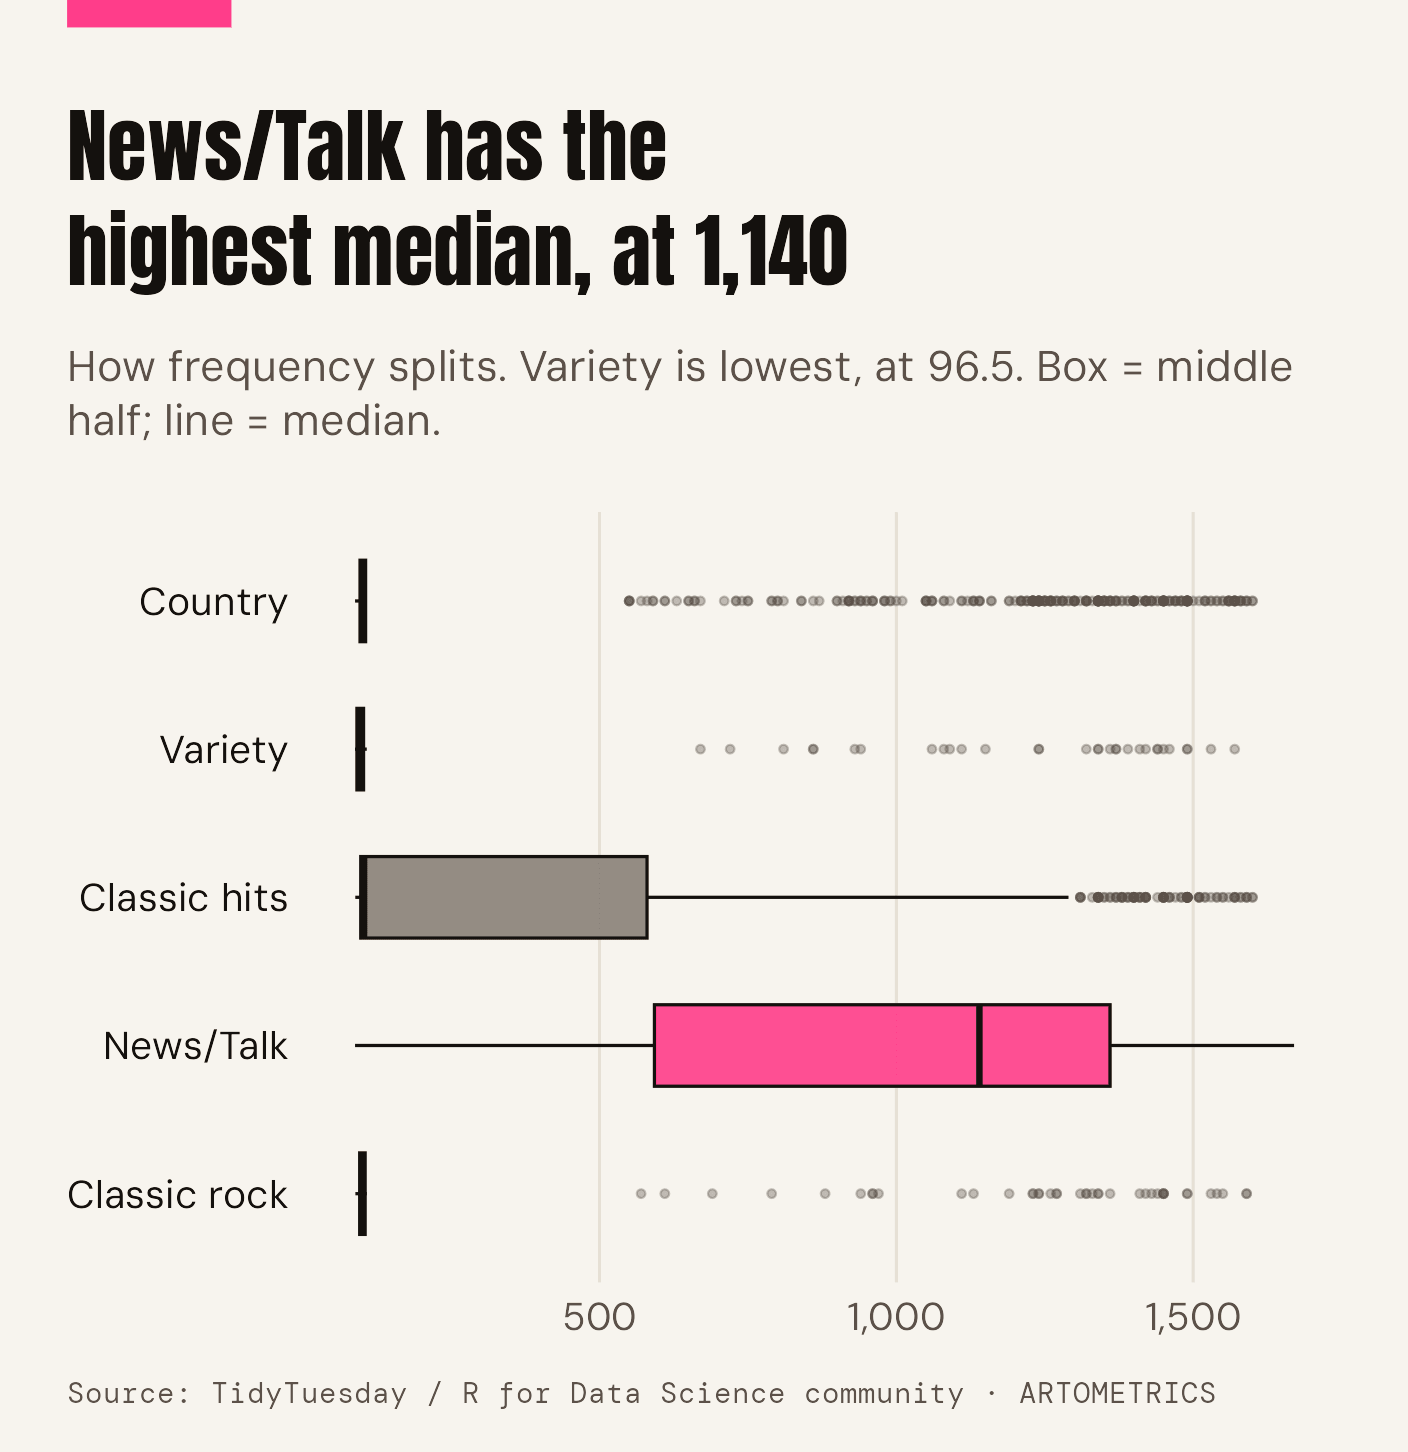 News/Talk has the
highest median, at 1,140
How frequency splits. Variety is lowest, at 96.5. Box = middle
half; line = median.
Country
Variety
Classic hits
News/Talk
Classic rock
500 1,000 1,500
Source: TidyTuesday / R for Data Science community · ARTOMETRICS